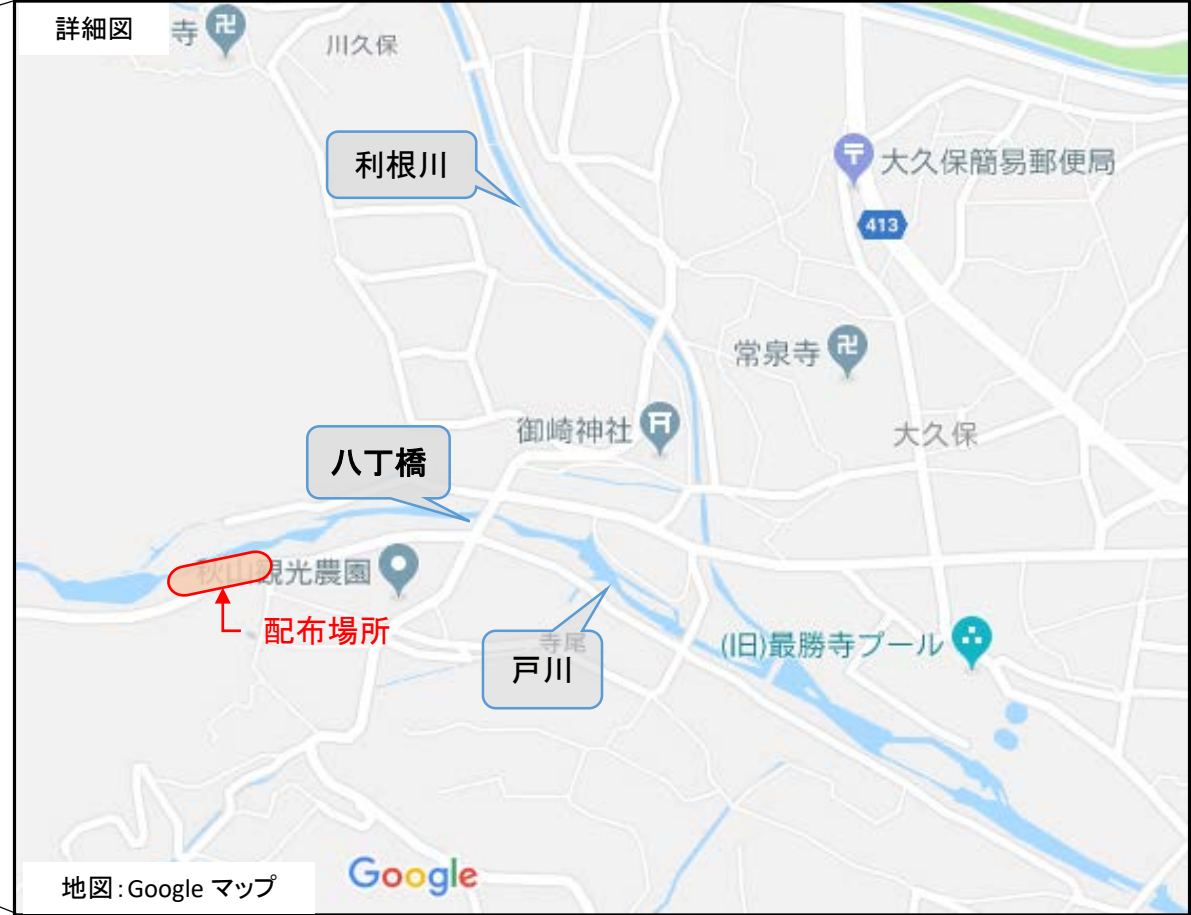 詳細図
寺
川久保
利根川
大久保簡易郵便局
413
常泉寺
御崎神社
大久保
八丁橋
秋山観光農園
配布場所
寺尾
(旧)最勝寺プール
戸川
地図:Google マップ
Google